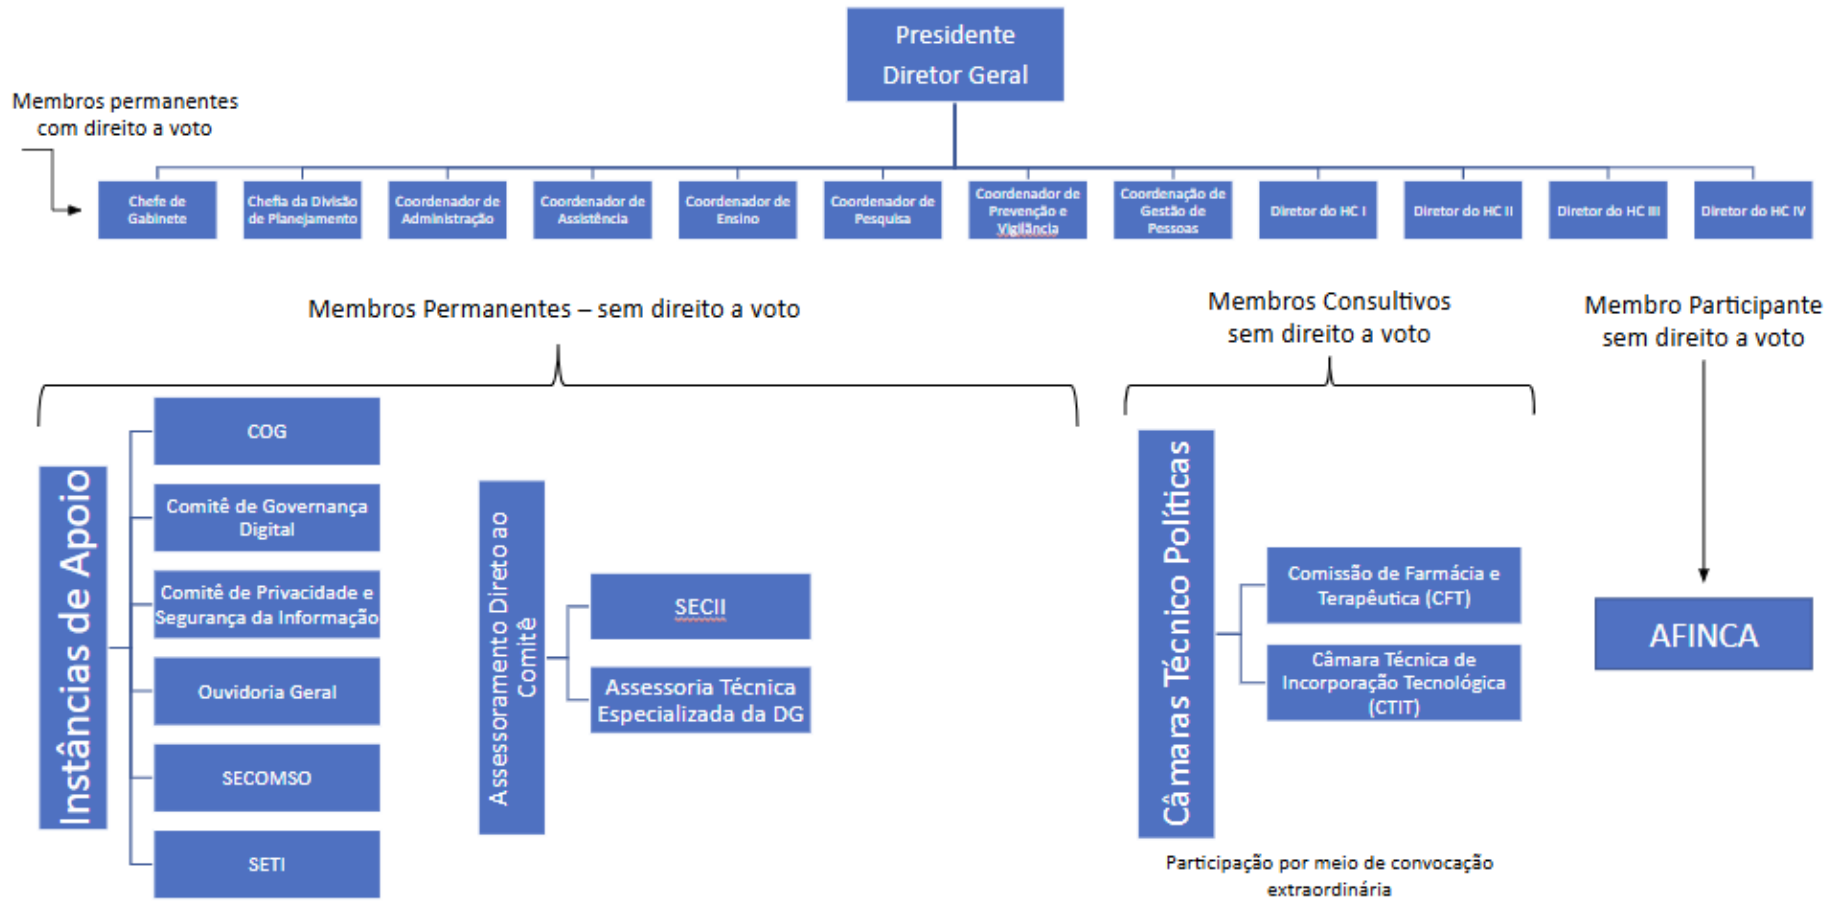 Presidente
Diretor Geral
Membros permanentes
com direito a voto
Chefe de
Gabinete
Chefia da Divisão
de Planejamento
Coordenador de
Administração
Coordenador de
Assistência
Coordenador de
Ensino
Coordenador de
Pesquisa
Coordenador de
Prevenção e
Vigilância
Coordenação de
Gestão de
Pessoas
Diretor do HC I
Diretor do HC II
Diretor do HC III
Diretor do HC IV
Membros Permanentes – sem direito a voto
Membros Consultivos
sem direito a voto
Membro Participante
sem direito a voto
Instâncias de Apoio
COG
Comitê de Governança
Digital
Comitê de Privacidade e
Segurança da Informação
Ouvidoria Geral
SECOMSO
SETI
Assessoramento Direto ao
Comitê
SECII
Assessoria Técnica
Especializada da DG
Câmaras Técnico Políticas
Comissão de Farmácia e
Terapêutica (CFT)
Câmara Técnica de
Incorporação Tecnológica
(CTIT)
Participação por meio de convocação
extraordinária
AFINCA